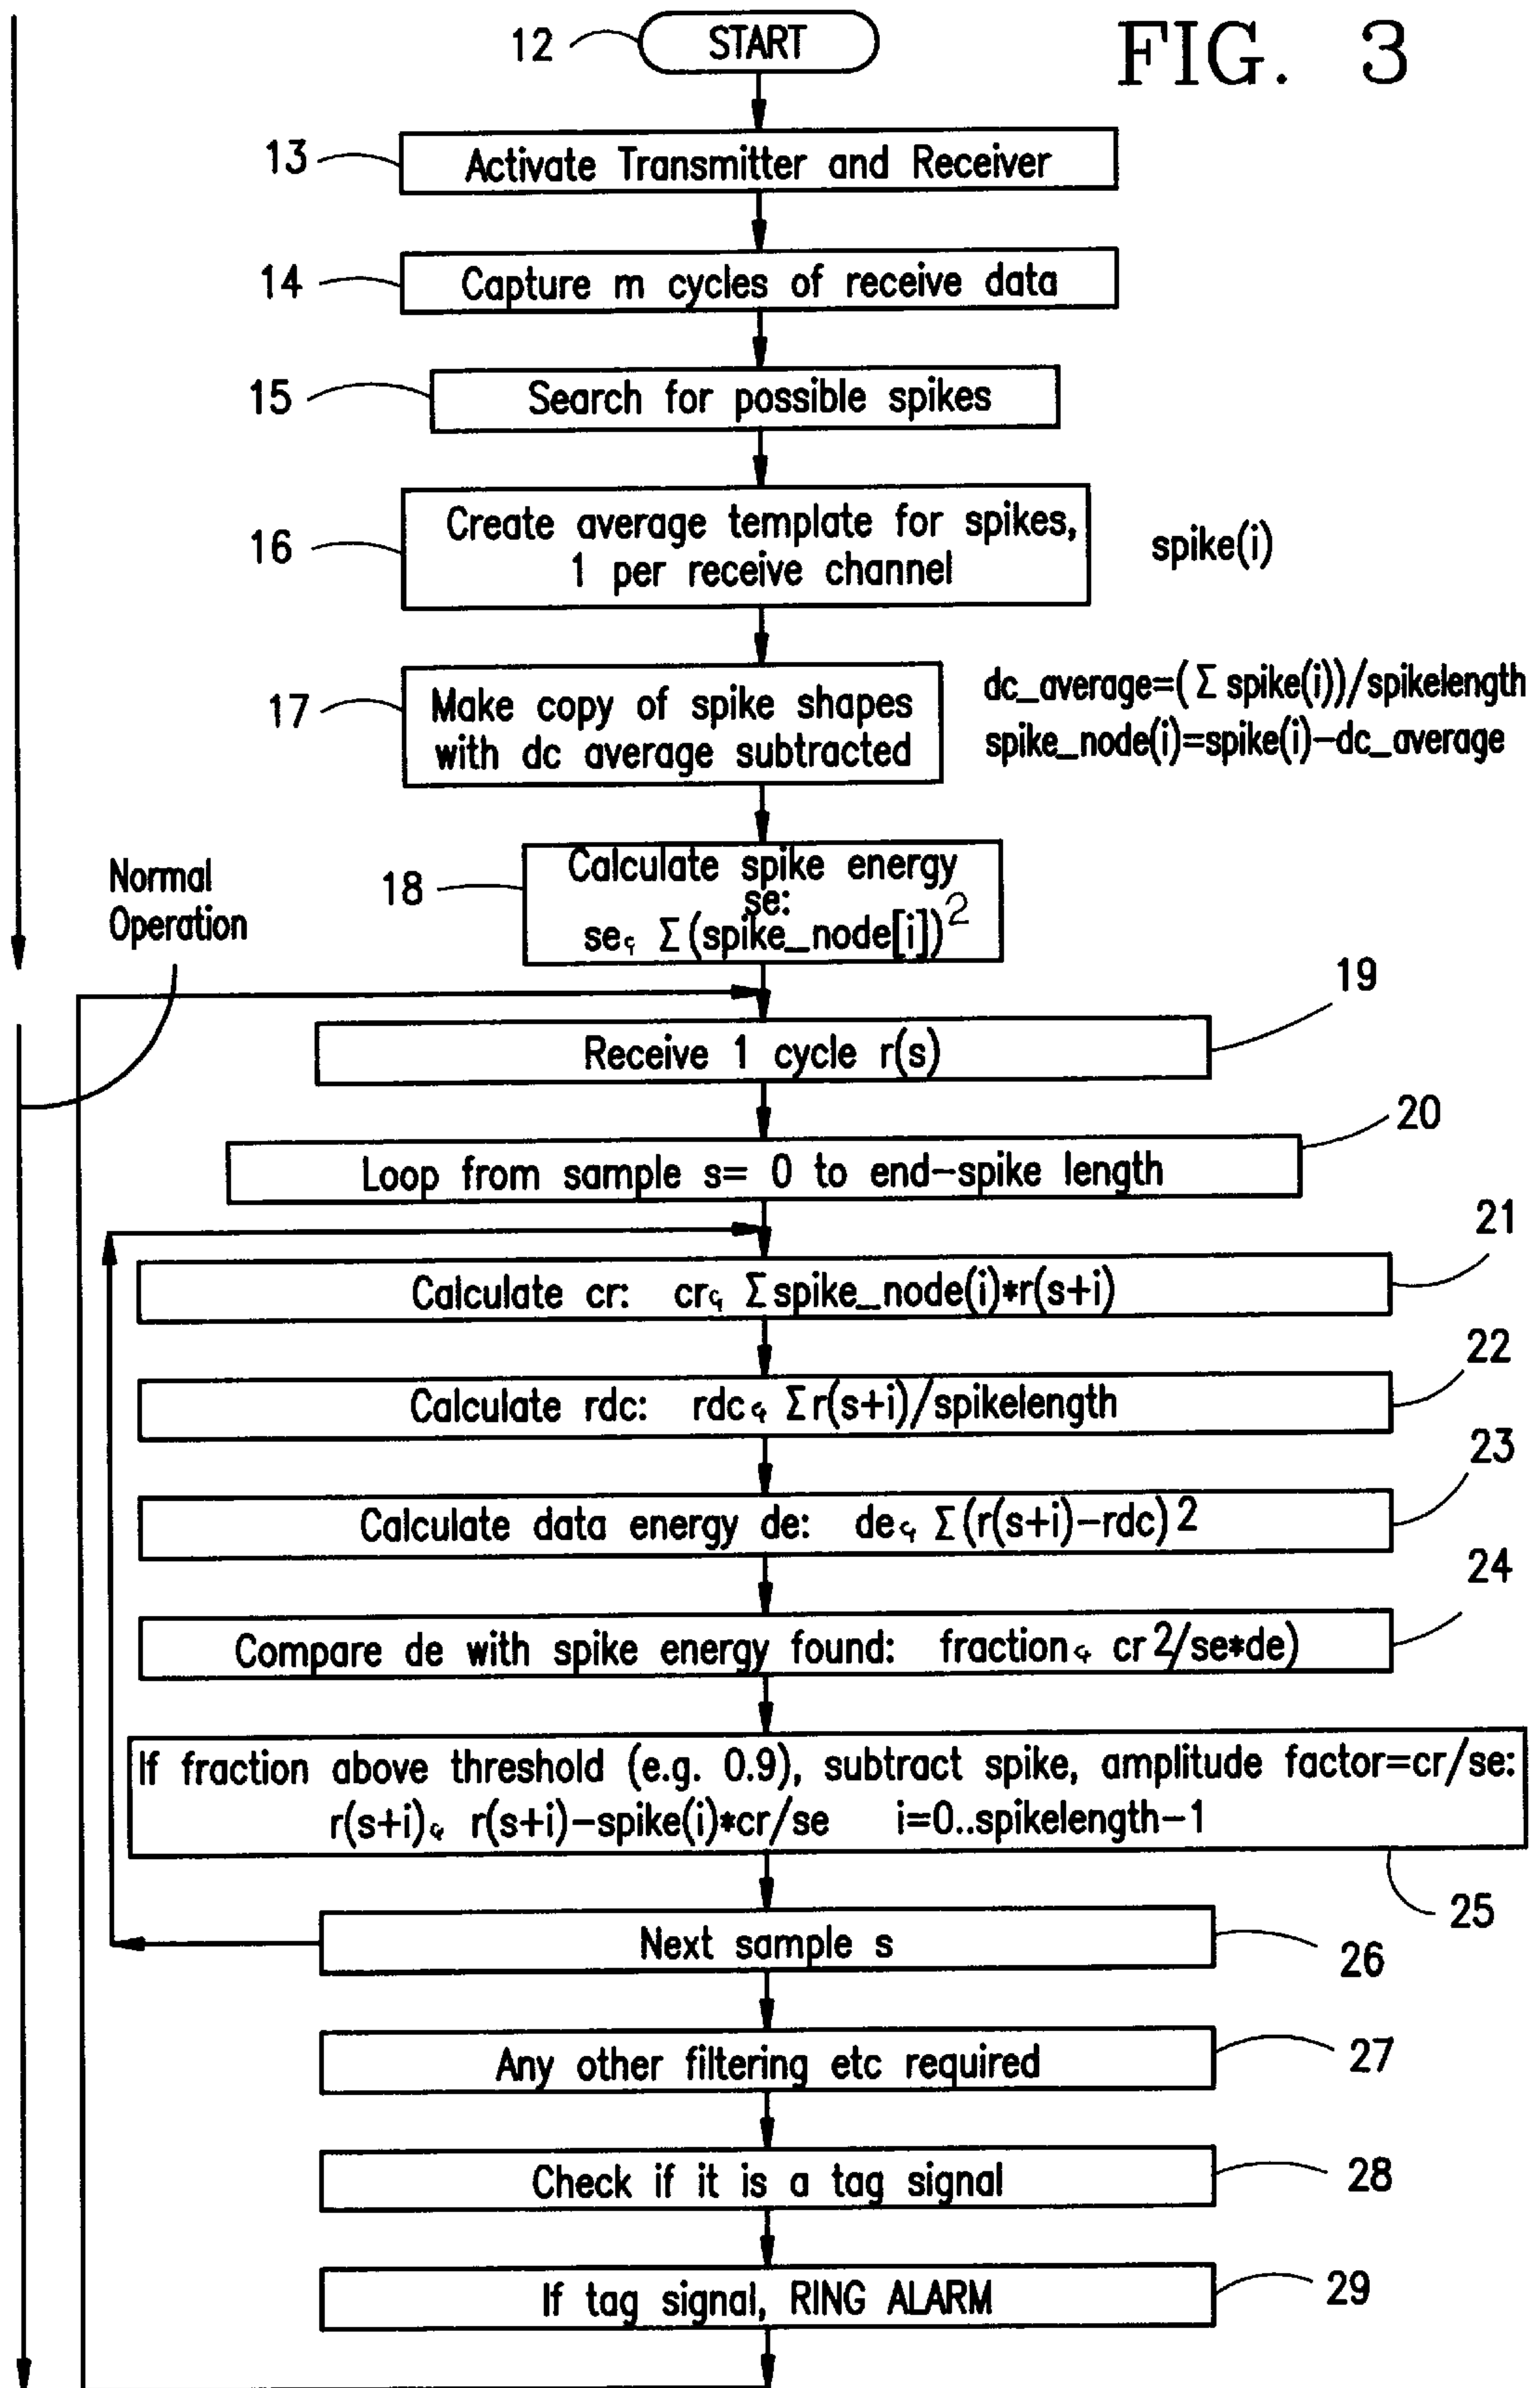 FIG. 3
12
START
13
Activate Transmitter and Receiver
14
Capture m cycles of receive data
15
Search for possible spikes
16
Create average template for spikes,
1 per receive channel
spike(i)
17
Make copy of spike shapes
with dc average subtracted
dc_average=(Σ spike(i))/spikelength
spike_node(i)=spike(i)-dc_average
Normal
Operation
18
Calculate spike energy
se:
se Σ(spike_node[i])²
19
Receive 1 cycle r(s)
20
Loop from sample s= 0 to end-spike length
21
Calculate cr: cr Σspike_node(i)*r(s+i)
22
Calculate rdc: rdc Σr(s+i)/spikelength
23
Calculate data energy de: de Σ(r(s+i)-rdc)2
24
Compare de with spike energy found: fraction cr2/se*de)
If fraction above threshold (e.g. 0.9), subtract spike, amplitude factor=cr/se:
r(s+i) r(s+i)-spike(i)*cr/se i=0..spikelength-1
25
Next sample s
26
Any other filtering etc required
27
Check if it is a tag signal
28
If tag signal, RING ALARM
29